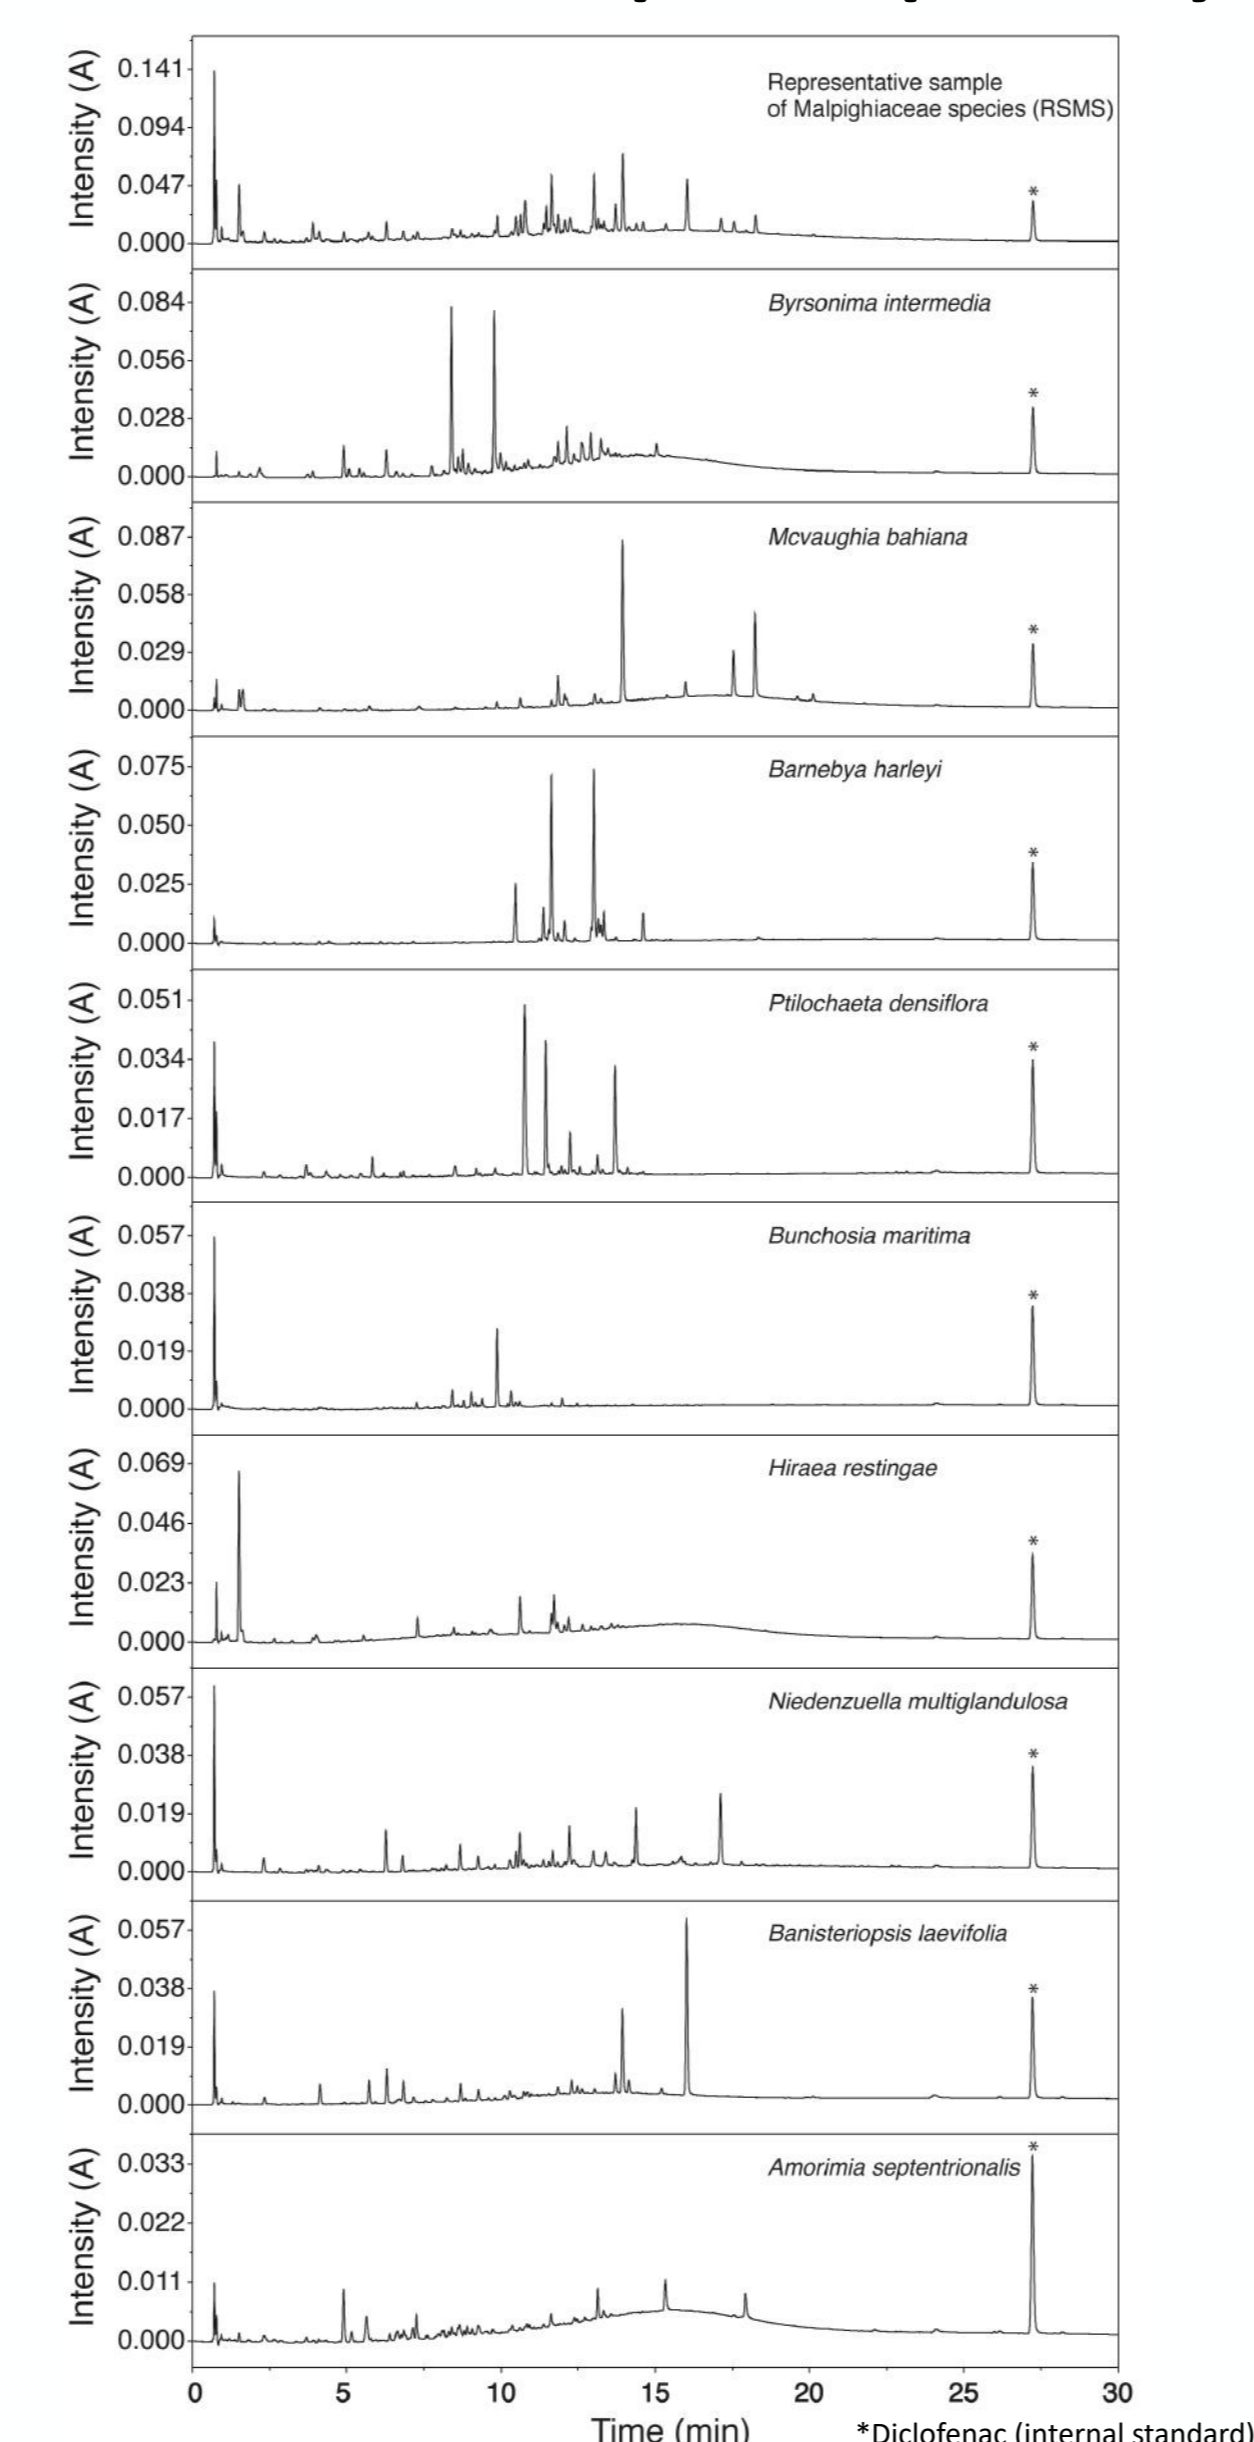 Representative sample
of Malpighiaceae species (RSMS)
Intensity (A)
0.141
0.094
0.047
0.000
*
Byrsonima intermedia
Intensity (A)
0.084
0.056
0.028
0.000
*
Mcvaughia bahiana
Intensity (A)
0.087
0.058
0.029
0.000
*
Barnebya harleyi
Intensity (A)
0.075
0.050
0.025
0.000
*
Ptilochaeta densiflora
Intensity (A)
0.051
0.034
0.017
0.000
*
Bunchosia maritima
Intensity (A)
0.057
0.038
0.019
0.000
*
Hiraea restingae
Intensity (A)
0.069
0.046
0.023
0.000
*
Niedenzuella multiglandulosa
Intensity (A)
0.057
0.038
0.019
0.000
*
Banisteriopsis laevifolia
Intensity (A)
0.057
0.038
0.019
0.000
*
Amorimia septentrionalis
Intensity (A)
0.033
0.022
0.011
0.000
*
0 5 10 15 20 25 30
Time (min)
*Diclofenac (internal standard)